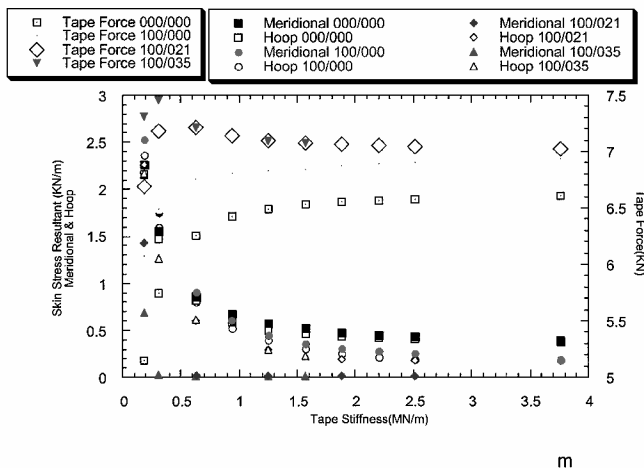 Tape Force 000/000
Tape Force 100/000
Tape Force 100/021
Tape Force 100/035
Meridional 000/000
Hoop 000/000
Meridional 100/000
Hoop 100/000
Meridional 100/021
Hoop 100/021
Meridional 100/035
Hoop 100/035
3
2.5
2
1.5
1
0.5
0
Skin Stress Resultant (KN/m)
Meridional & Hoop
7.5
7
6.5
6
5.5
5
Tape Force(KN)
0 0.5 1 1.5 2 2.5 3 3.5 4
Tape Stiffness(MN/m)
m